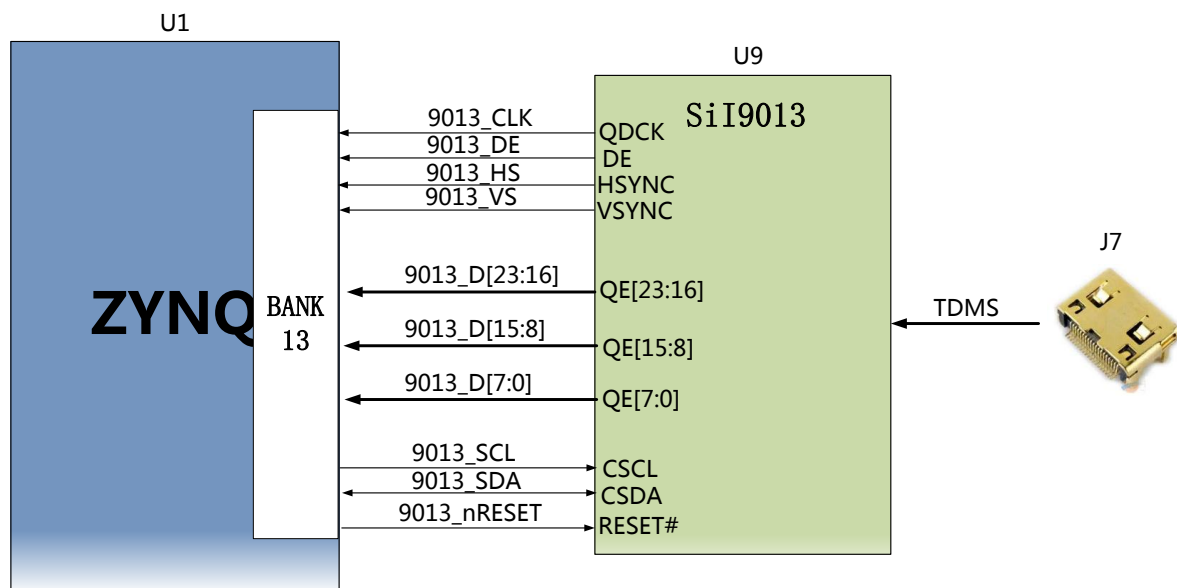 U1
U9
SiI9013
9013_CLK
QDCK
9013_DE
DE
9013_HS
HSYNC
9013_VS
VSYNC
J7
9013_D[23:16]
QE[23:16]
ZYNQ
BANK
13
TDMS
9013_D[15:8]
QE[15:8]
9013_D[7:0]
QE[7:0]
9013_SCL
CSCL
9013_SDA
CSDA
9013_nRESET
RESET#